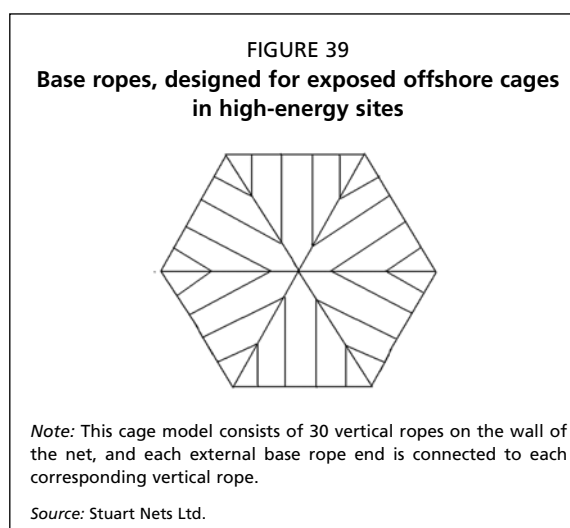 FIGURE 39
Base ropes, designed for exposed offshore cages
in high-energy sites
Note: This cage model consists of 30 vertical ropes on the wall of
the net, and each external base rope end is connected to each
corresponding vertical rope.
Source: Stuart Nets Ltd.